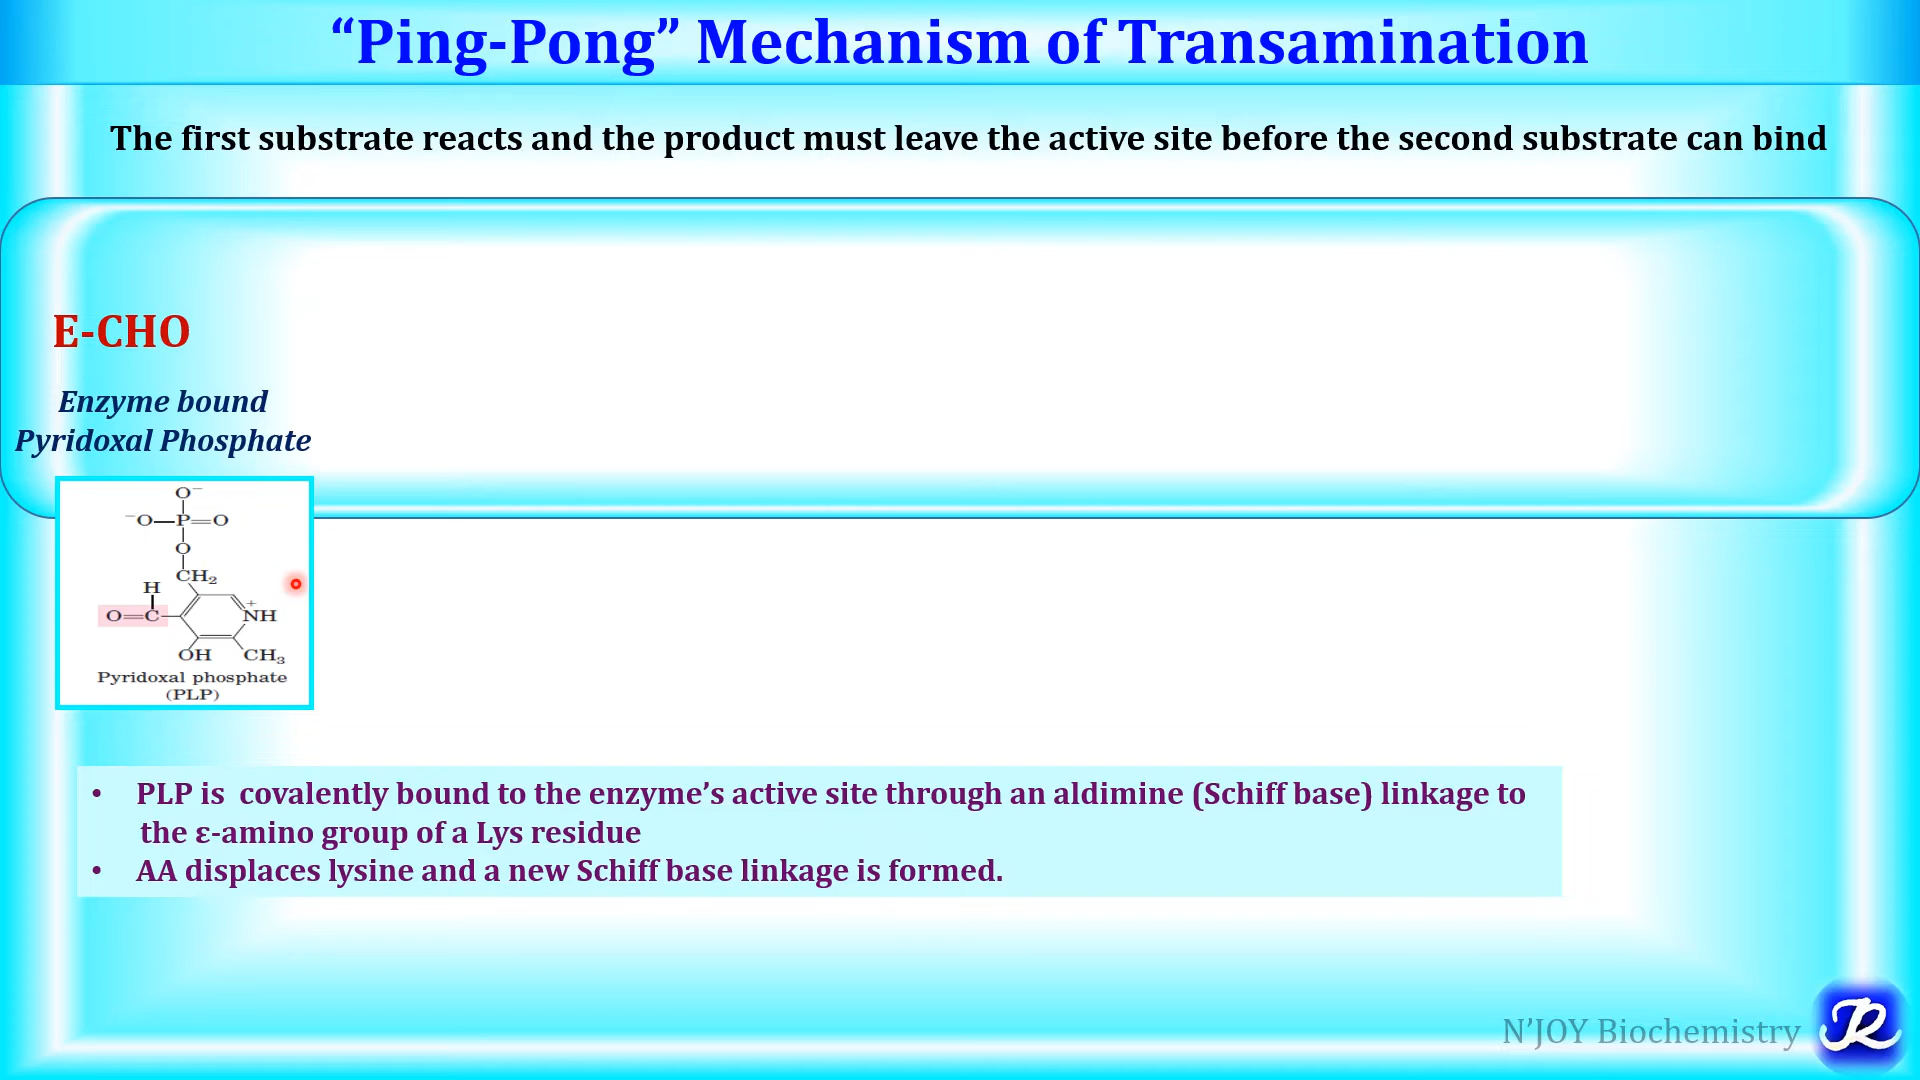 “Ping-Pong” Mechanism of Transamination
The first substrate reacts and the product must leave the active site before the second substrate can bind
E-CHO
Enzyme bound
Pyridoxal Phosphate
O⁻
⁻O—P=O
O
CH₂
H
O=C
+
NH
OH CH₃
Pyridoxal phosphate
(PLP)
• PLP is covalently bound to the enzyme’s active site through an aldimine (Schiff base) linkage to
the ε-amino group of a Lys residue
• AA displaces lysine and a new Schiff base linkage is formed.
N’JOY Biochemistry
JR